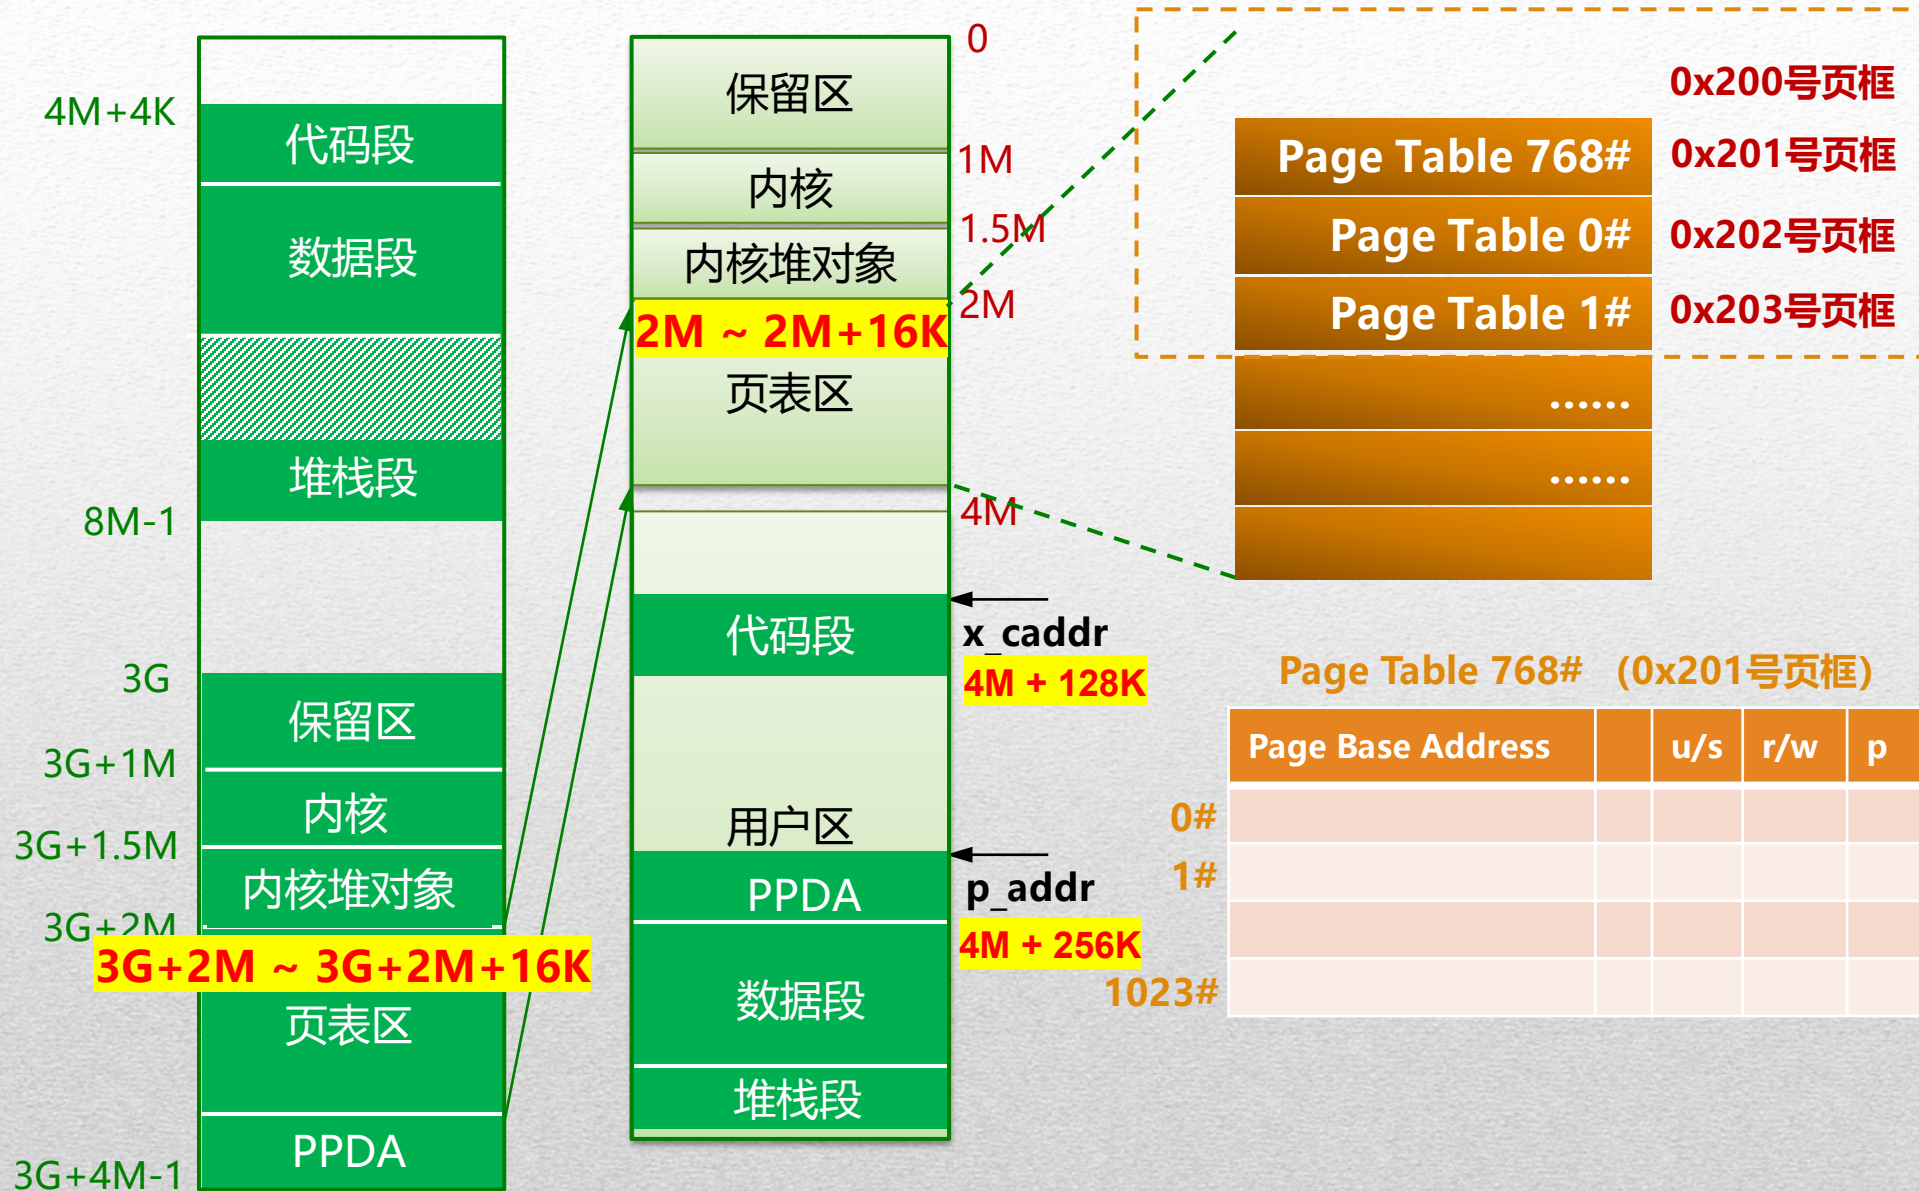 4M+4K
代码段
数据段
堆栈段
8M-1
3G
保留区
3G+1M
内核
3G+1.5M
内核堆对象
3G+2M
3G+2M ~ 3G+2M+16K
页表区
PPDA
3G+4M-1
0
保留区
1M
内核
1.5M
内核堆对象
2M
2M ~ 2M+16K
页表区
4M
代码段
x_caddr
4M + 128K
用户区
PPDA
p_addr
4M + 256K
数据段
堆栈段
0x200号页框
Page Table 768# 0x201号页框
Page Table 0# 0x202号页框
Page Table 1# 0x203号页框
......
......
Page Table 768# (0x201号页框)
Page Base Address u/s r/w p
0#
1#
1023#